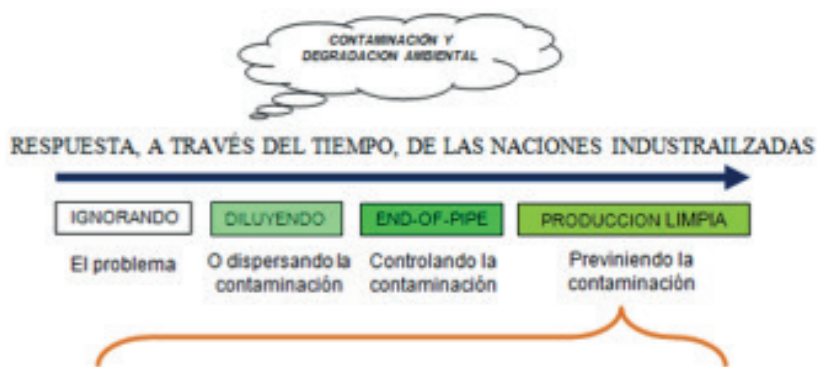 CONTAMINACIÓN Y
DEGRADACION AMBIENTAL
RESPUESTA, A TRAVÉS DEL TIEMPO, DE LAS NACIONES INDUSTRAILZADAS
IGNORANDO
DILUYENDO
END-OF-PIPE
PRODUCCION LIMPIA
El problema
O dispersando la
contaminación
Controlando la
contaminación
Previniendo la
contaminación